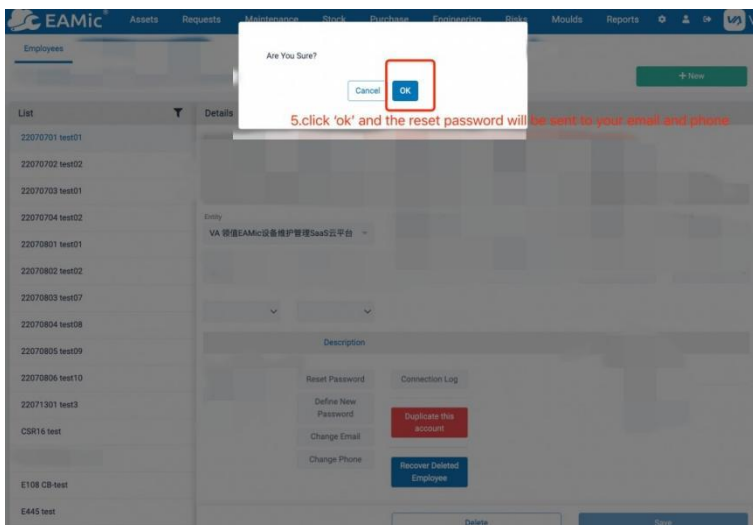 EAMic®
Assets
Requests
Maintenance
Stock
Purchase
Engineering
Risks
Moulds
Reports
Employees
Are You Sure?
Cancel
OK
+ New
5.click ‘ok’ and the reset password will be sent to your email and phone
List
Details
22070701 test01
22070702 test02
22070703 test01
22070704 test02
22070801 test01
22070802 test02
22070803 test07
22070804 test08
22070805 test09
22070806 test10
22071301 test3
CSR16 test
E108 CB-test
E445 test
Entity
VA 领值EAMic设备维护管理SaaS云平台
Description
Reset Password
Connection Log
Define New
Password
Duplicate this
account
Change Email
Change Phone
Recover Deleted
Employee
Delete
Save